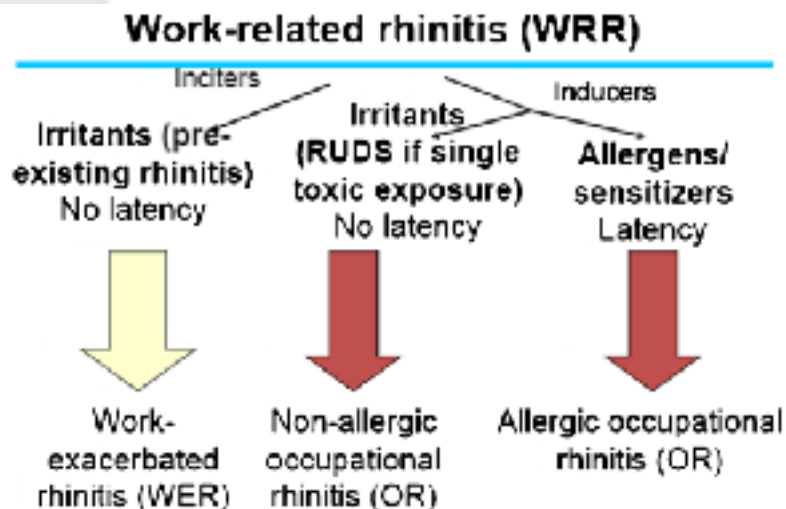 Work-related rhinitis (WRR)
Inciters
Inducers
Irritants (pre-
existing rhinitis)
No latency
Irritants
(RUDS if single
toxic exposure)
No latency
Allergens/
sensitizers
Latency
Work-
exacerbated
rhinitis (WER)
Non-allergic
occupational
rhinitis (OR)
Allergic occupational
rhinitis (OR)